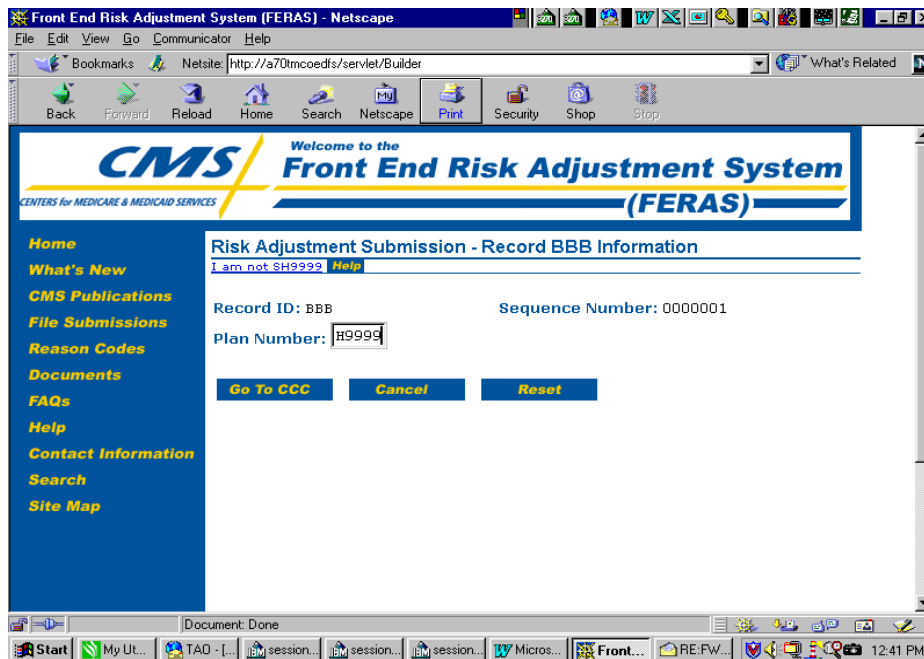 Front End Risk Adjustment System (FERAS) - Netscape
File Edit View Go Communicator Help
Bookmarks Netsite: http://a70tmcoedfs/servlet/Builder What's Related
Back Forward Reload Home Search Netscape Print Security Shop Stop
CMS
CENTERS for MEDICARE & MEDICAID SERVICES
Welcome to the
Front End Risk Adjustment System
(FERAS)
Home
What's New
CMS Publications
File Submissions
Reason Codes
Documents
FAQs
Help
Contact Information
Search
Site Map
Risk Adjustment Submission - Record BBB Information
I am not SH9999 Help
Record ID: BBB Sequence Number: 0000001
Plan Number: H9999
Go To CCC Cancel Reset
Document: Done
Start My Ut... TAO - [... session... session... session... Micros... Front... RE:FW... 12:41 PM